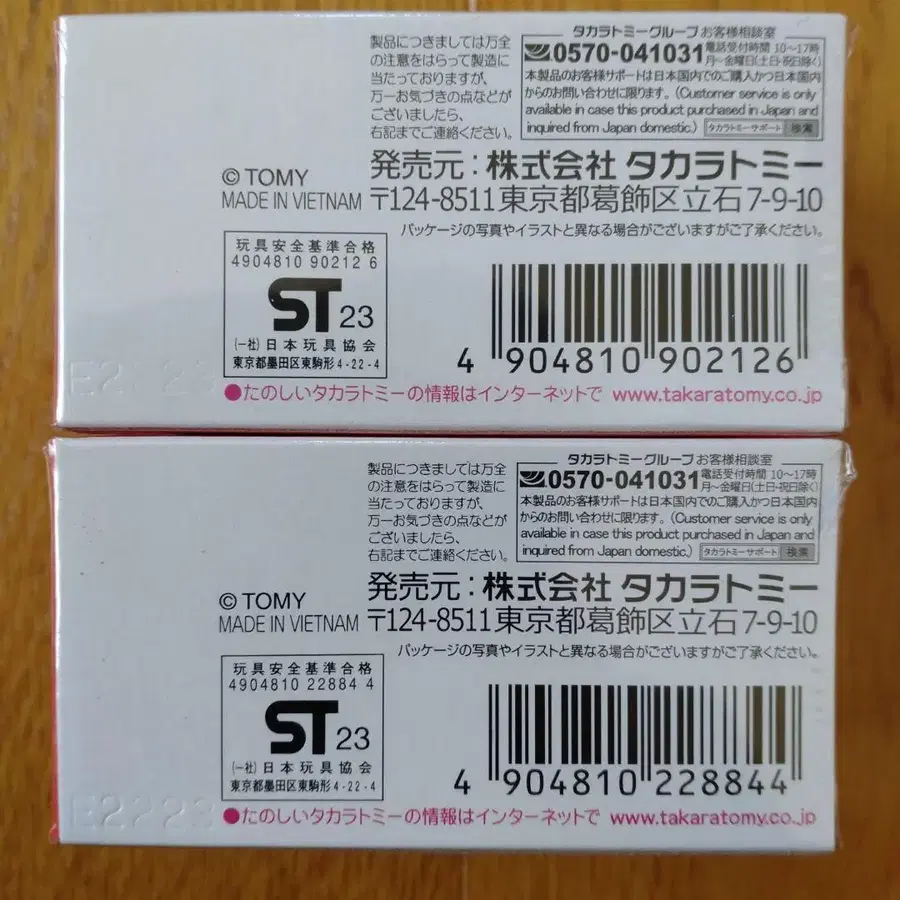 製品につきましては万全
の注意をはらって製造に
当たっておりますが、
万一お気づきの点などが
ございましたら、
右記までご連絡ください。
タカラトミーグループ お客様相談室
0570-041031 電話受付時間 10〜17時
月〜金曜日(土日・祝日除く)
本製品のお客様サポートは日本国内でのご購入かつ日本国内
からのお問い合わせに限ります。(Customer service is only
available in case this product purchased in Japan and
inquired from Japan domestic.) タカラトミーサポート 検索
© TOMY
MADE IN VIETNAM
発売元：株式会社 タカラトミー
〒124-8511 東京都葛飾区立石 7-9-10
パッケージの写真やイラストと異なる場合がございますがご了承ください。
玩具安全基準合格
4904810 90212 6
ST 23
(一社) 日本玩具協会
東京都墨田区東駒形 4-22-4
4 904810 902126
●たのしいタカラトミーの情報はインターネットで www.takaratomy.co.jp
製品につきましては万全
の注意をはらって製造に
当たっておりますが、
万一お気づきの点などが
ございましたら、
右記までご連絡ください。
タカラトミーグループ お客様相談室
0570-041031 電話受付時間 10〜17時
月〜金曜日(土日・祝日除く)
本製品のお客様サポートは日本国内でのご購入かつ日本国内
からのお問い合わせに限ります。(Customer service is only
available in case this product purchased in Japan and
inquired from Japan domestic.) タカラトミーサポート 検索
© TOMY
MADE IN VIETNAM
発売元：株式会社 タカラトミー
〒124-8511 東京都葛飾区立石 7-9-10
パッケージの写真やイラストと異なる場合がございますがご了承ください。
玩具安全基準合格
4904810 22884 4
ST 23
(一社) 日本玩具協会
東京都墨田区東駒形 4-22-4
4 904810 228844
E2223
●たのしいタカラトミーの情報はインターネットで www.takaratomy.co.jp